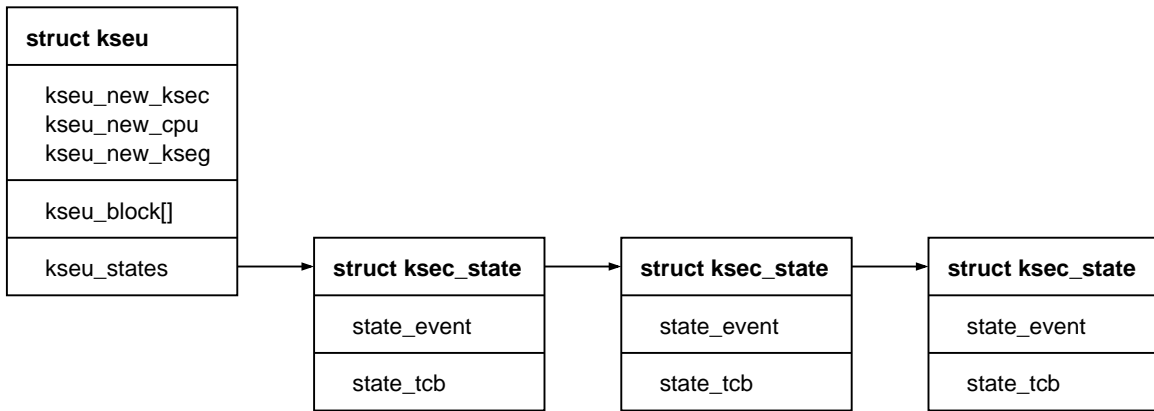 struct kseu
kseu_new_ksec
kseu_new_cpu
kseu_new_kseg
kseu_block[]
kseu_states
struct ksec_state
state_event
state_tcb
struct ksec_state
state_event
state_tcb
struct ksec_state
state_event
state_tcb